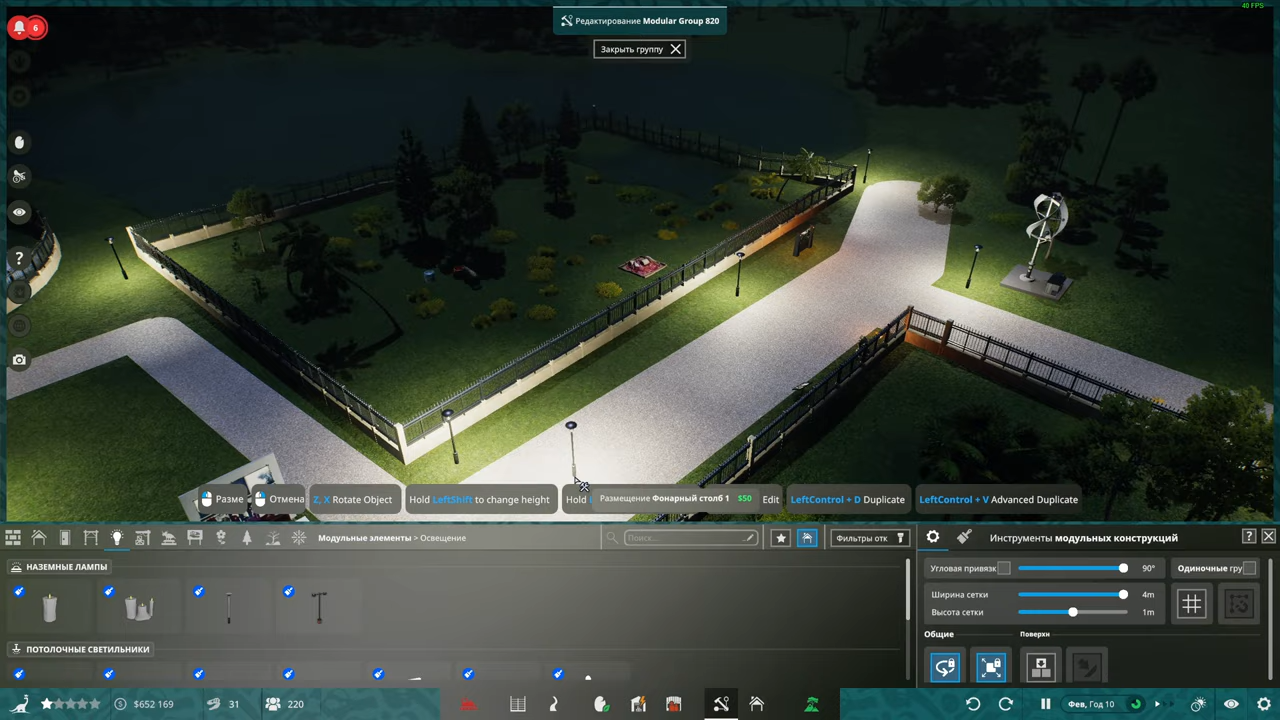 40 FPS
6
Редактирование Modular Group 820
Закрыть группу
Разме
Отмена
Z, X Rotate Object
Hold LeftShift to change height
Hold
Размещение Фонарный столб 1 $50
Edit
LeftControl + D Duplicate
LeftControl + V Advanced Duplicate
Модульные элементы > Освещение
Поиск...
Фильтры отк
Инструменты модульных конструкций
?
НАЗЕМНЫЕ ЛАМПЫ
Угловая привязк
90°
Одиночные гру
Ширина сетки
4m
Высота сетки
1m
Общие
Поверхн
ПОТОЛОЧНЫЕ СВЕТИЛЬНИКИ
$652 169
31
220
Фев, Год 10